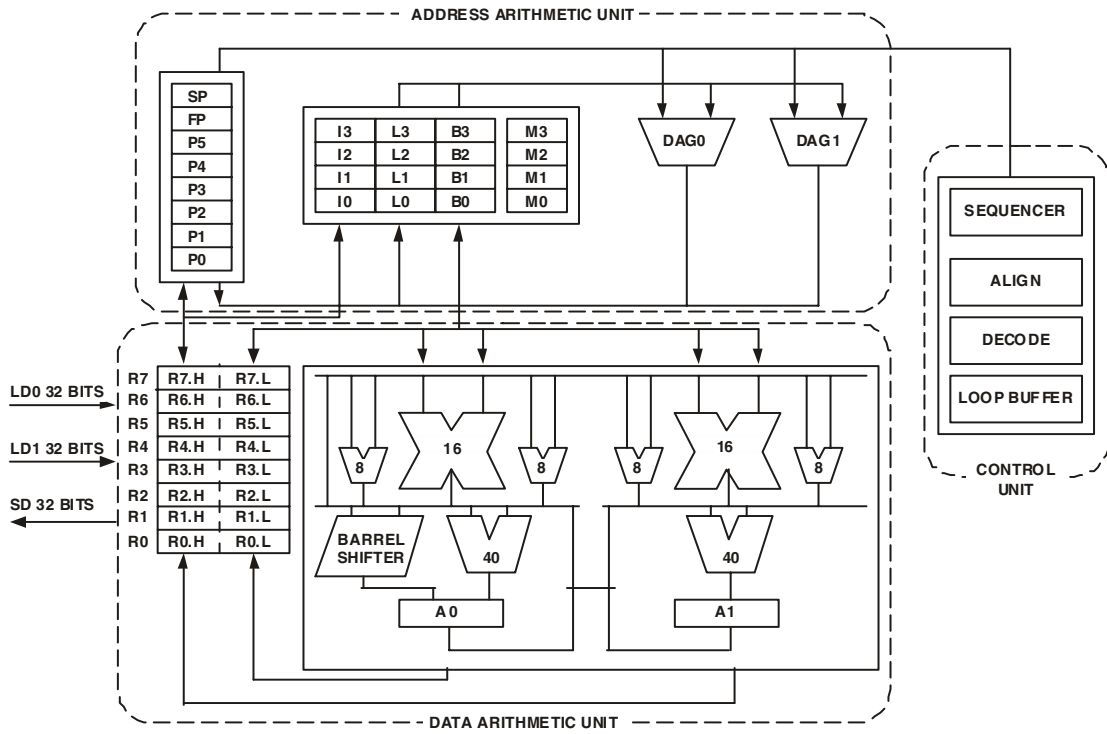 ADDRESS ARITHMETIC UNIT
SP
FP
P5
P4
P3
P2
P1
P0
I3 L3 B3 M3
I2 L2 B2 M2
I1 L1 B1 M1
I0 L0 B0 M0
DAG0
DAG1
SEQUENCER
ALIGN
DECODE
LOOP BUFFER
CONTROL
UNIT
LD0 32 BITS
LD1 32 BITS
SD 32 BITS
R7 R7.H R7.L
R6 R6.H R6.L
R5 R5.H R5.L
R4 R4.H R4.L
R3 R3.H R3.L
R2 R2.H R2.L
R1 R1.H R1.L
R0 R0.H R0.L
8 16 8 8 16 8
BARREL
SHIFTER
40
40
A0
A1
DATA ARITHMETIC UNIT